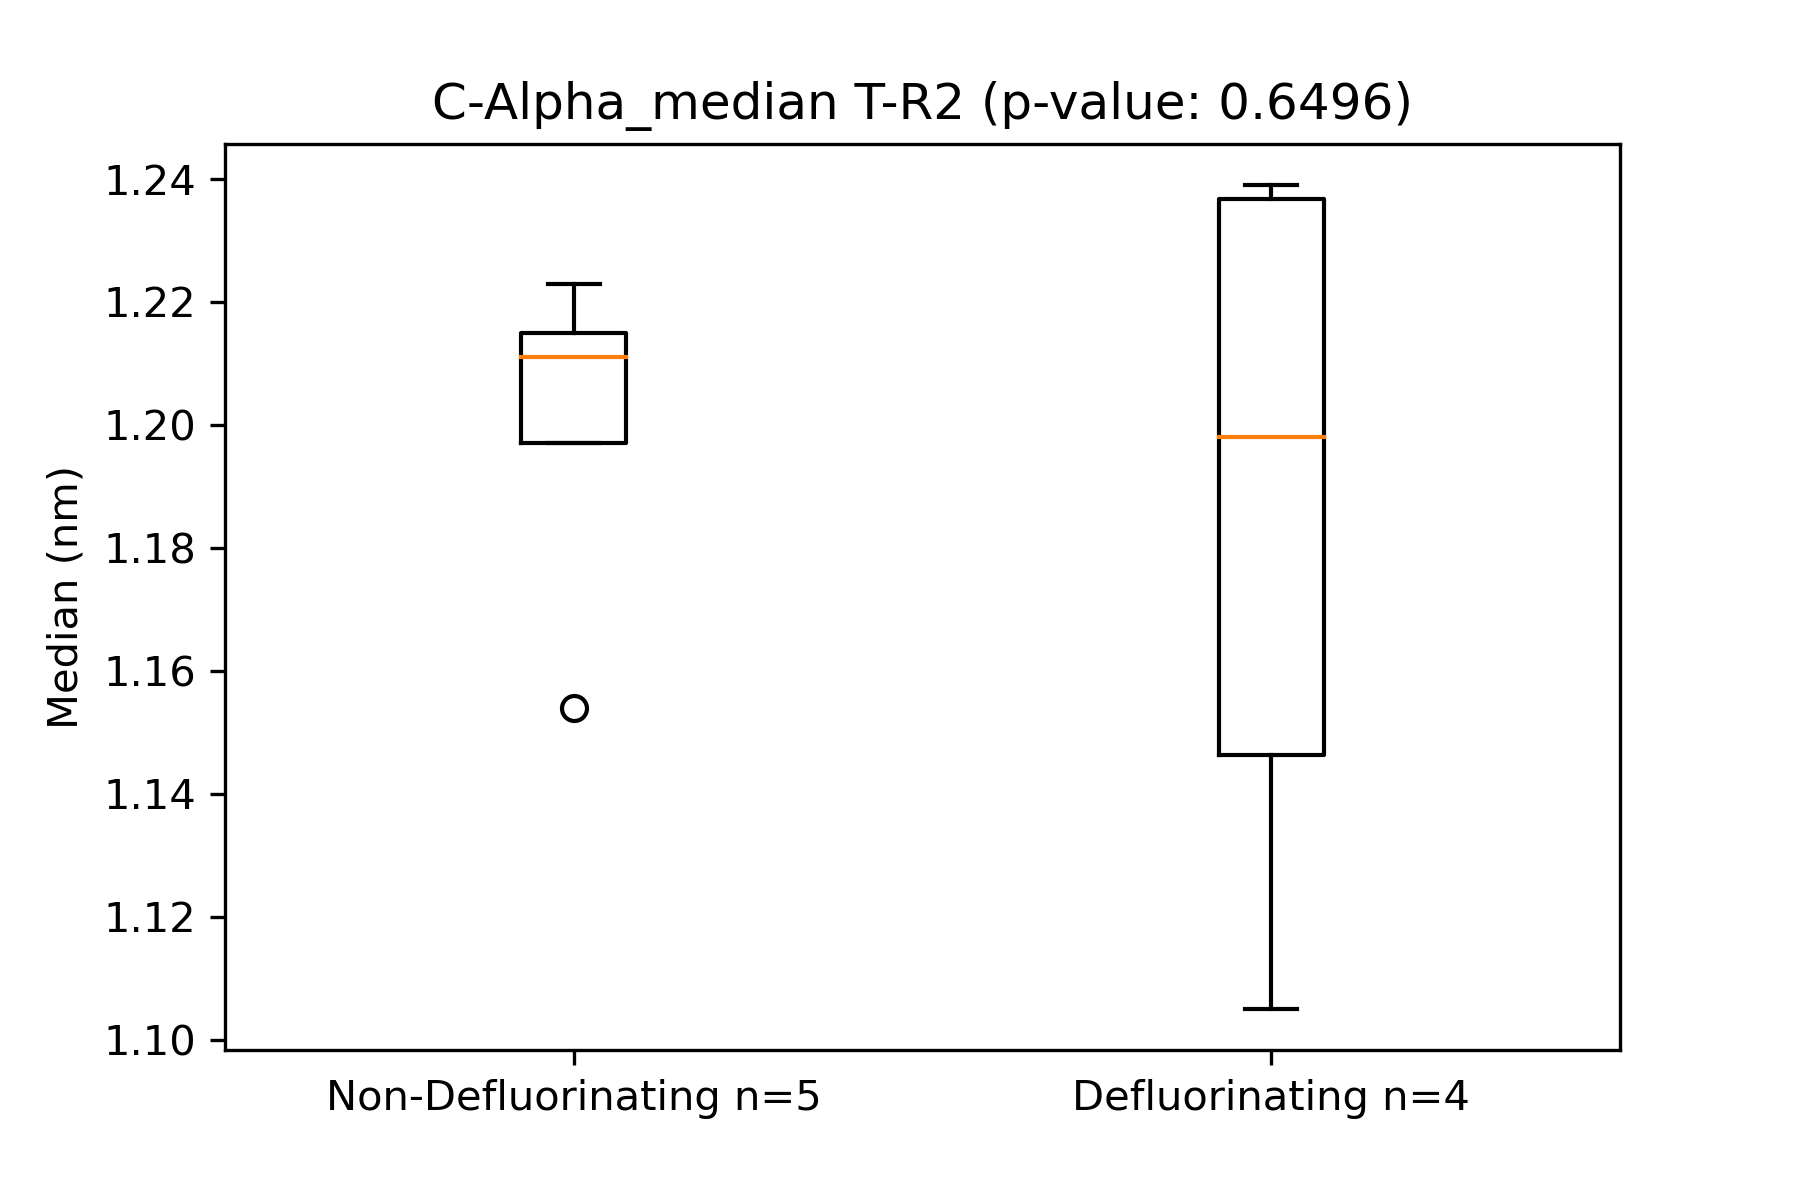 C-Alpha_median T-R2 (p-value: 0.6496)
1.24
1.22
1.20
1.18
1.16
1.14
1.12
1.10
Median (nm)
Non-Defluorinating n=5
Defluorinating n=4